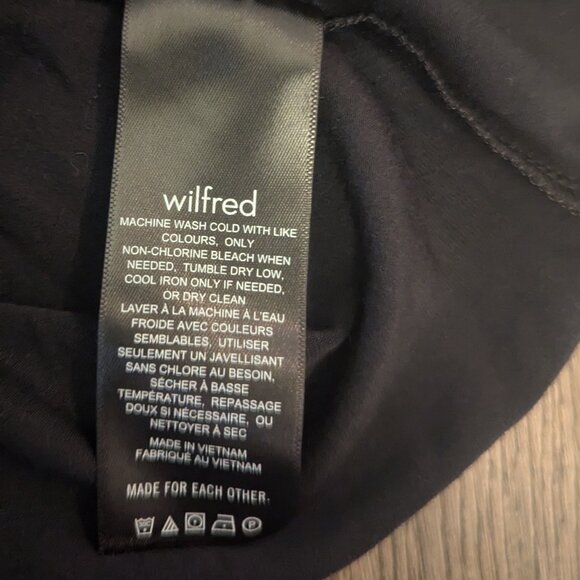 wilfred
MACHINE WASH COLD WITH LIKE
COLOURS, ONLY
NON-CHLORINE BLEACH WHEN
NEEDED, TUMBLE DRY LOW,
COOL IRON ONLY IF NEEDED,
OR DRY CLEAN
LAVER À LA MACHINE À L'EAU
FROIDE AVEC COULEURS
SEMBLABLES, UTILISER
SEULEMENT UN JAVELLISANT
SANS CHLORE AU BESOIN,
SÉCHER À BASSE
TEMPÉRATURE, REPASSAGE
DOUX SI NÉCESSAIRE, OU
NETTOYER À SEC
MADE IN VIETNAM
FABRIQUÉ AU VIETNAM
MADE FOR EACH OTHER.
P